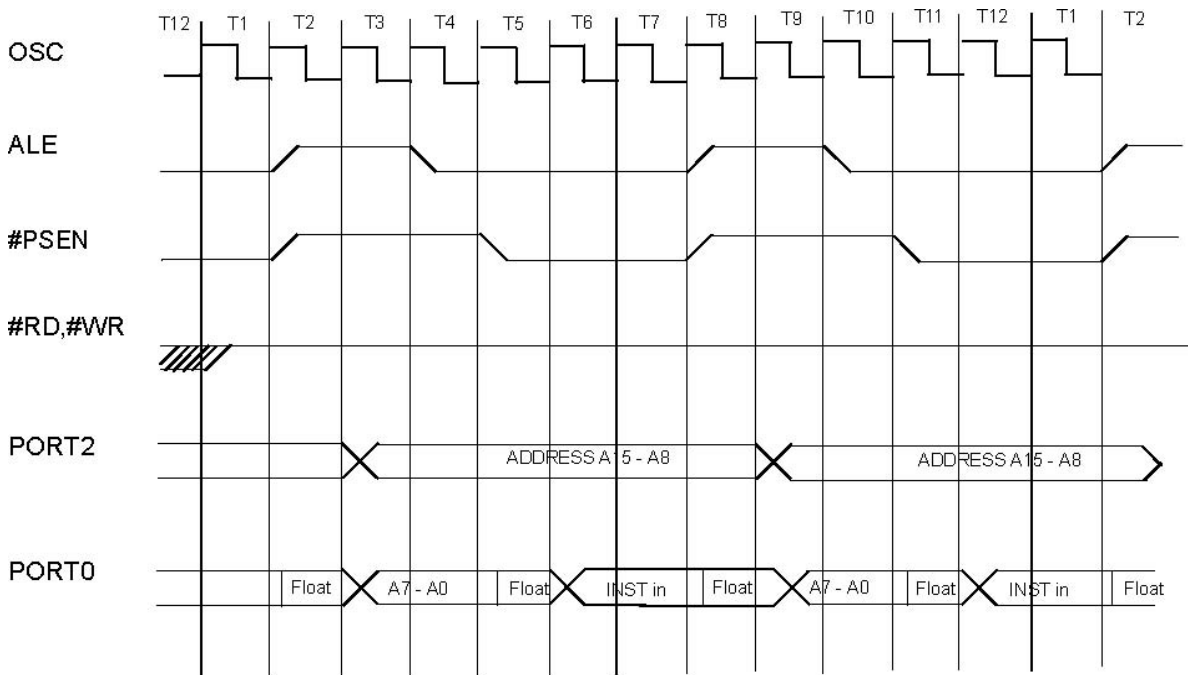 T12 T1 T2 T3 T4 T5 T6 T7 T8 T9 T10 T11 T12 T1 T2
OSC
ALE
#PSEN
#RD,#WR
PORT2 ADDRESS A15 - A8 ADDRESS A15 - A8
PORT0 Float A7 - A0 Float INST in Float A7 - A0 Float INST in Float